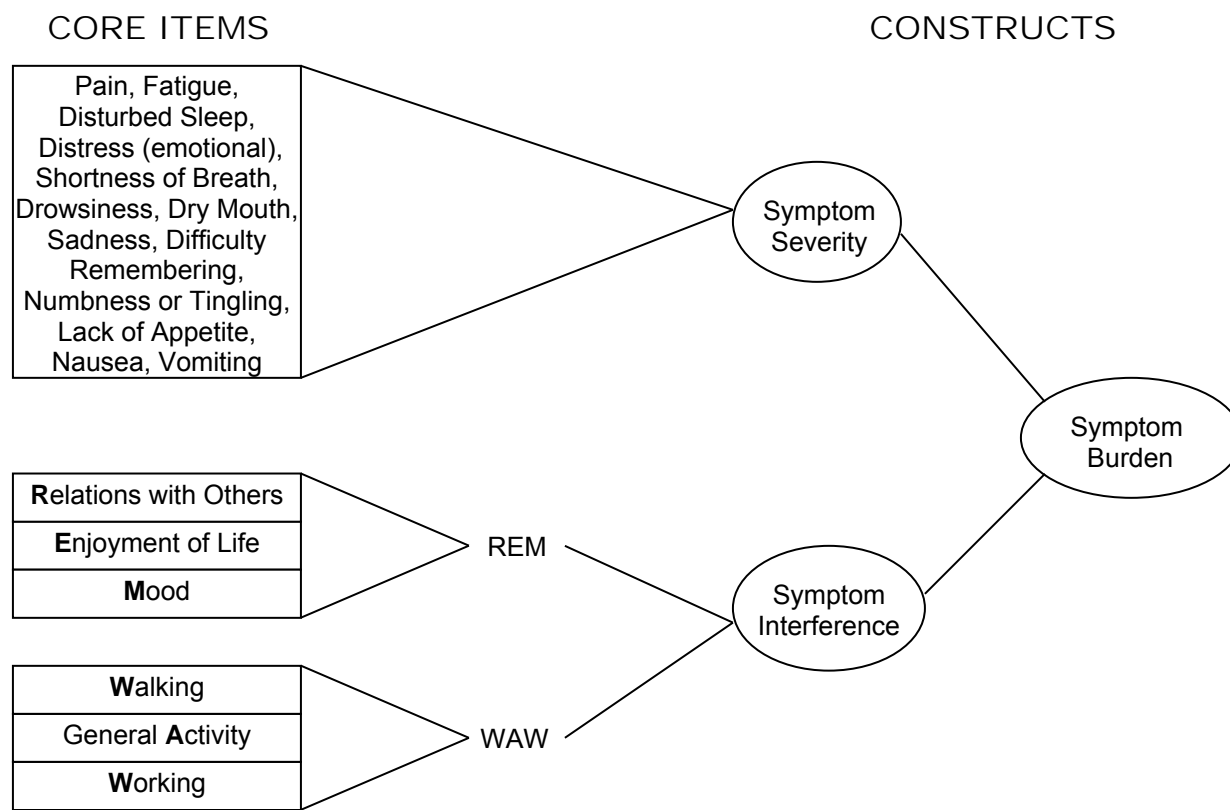 CORE ITEMS
CONSTRUCTS
Pain, Fatigue,
Disturbed Sleep,
Distress (emotional),
Shortness of Breath,
Drowsiness, Dry Mouth,
Sadness, Difficulty
Remembering,
Numbness or Tingling,
Lack of Appetite,
Nausea, Vomiting
Symptom
Severity
Symptom
Burden
Relations with Others
Enjoyment of Life
Mood
REM
Symptom
Interference
Walking
General Activity
Working
WAW